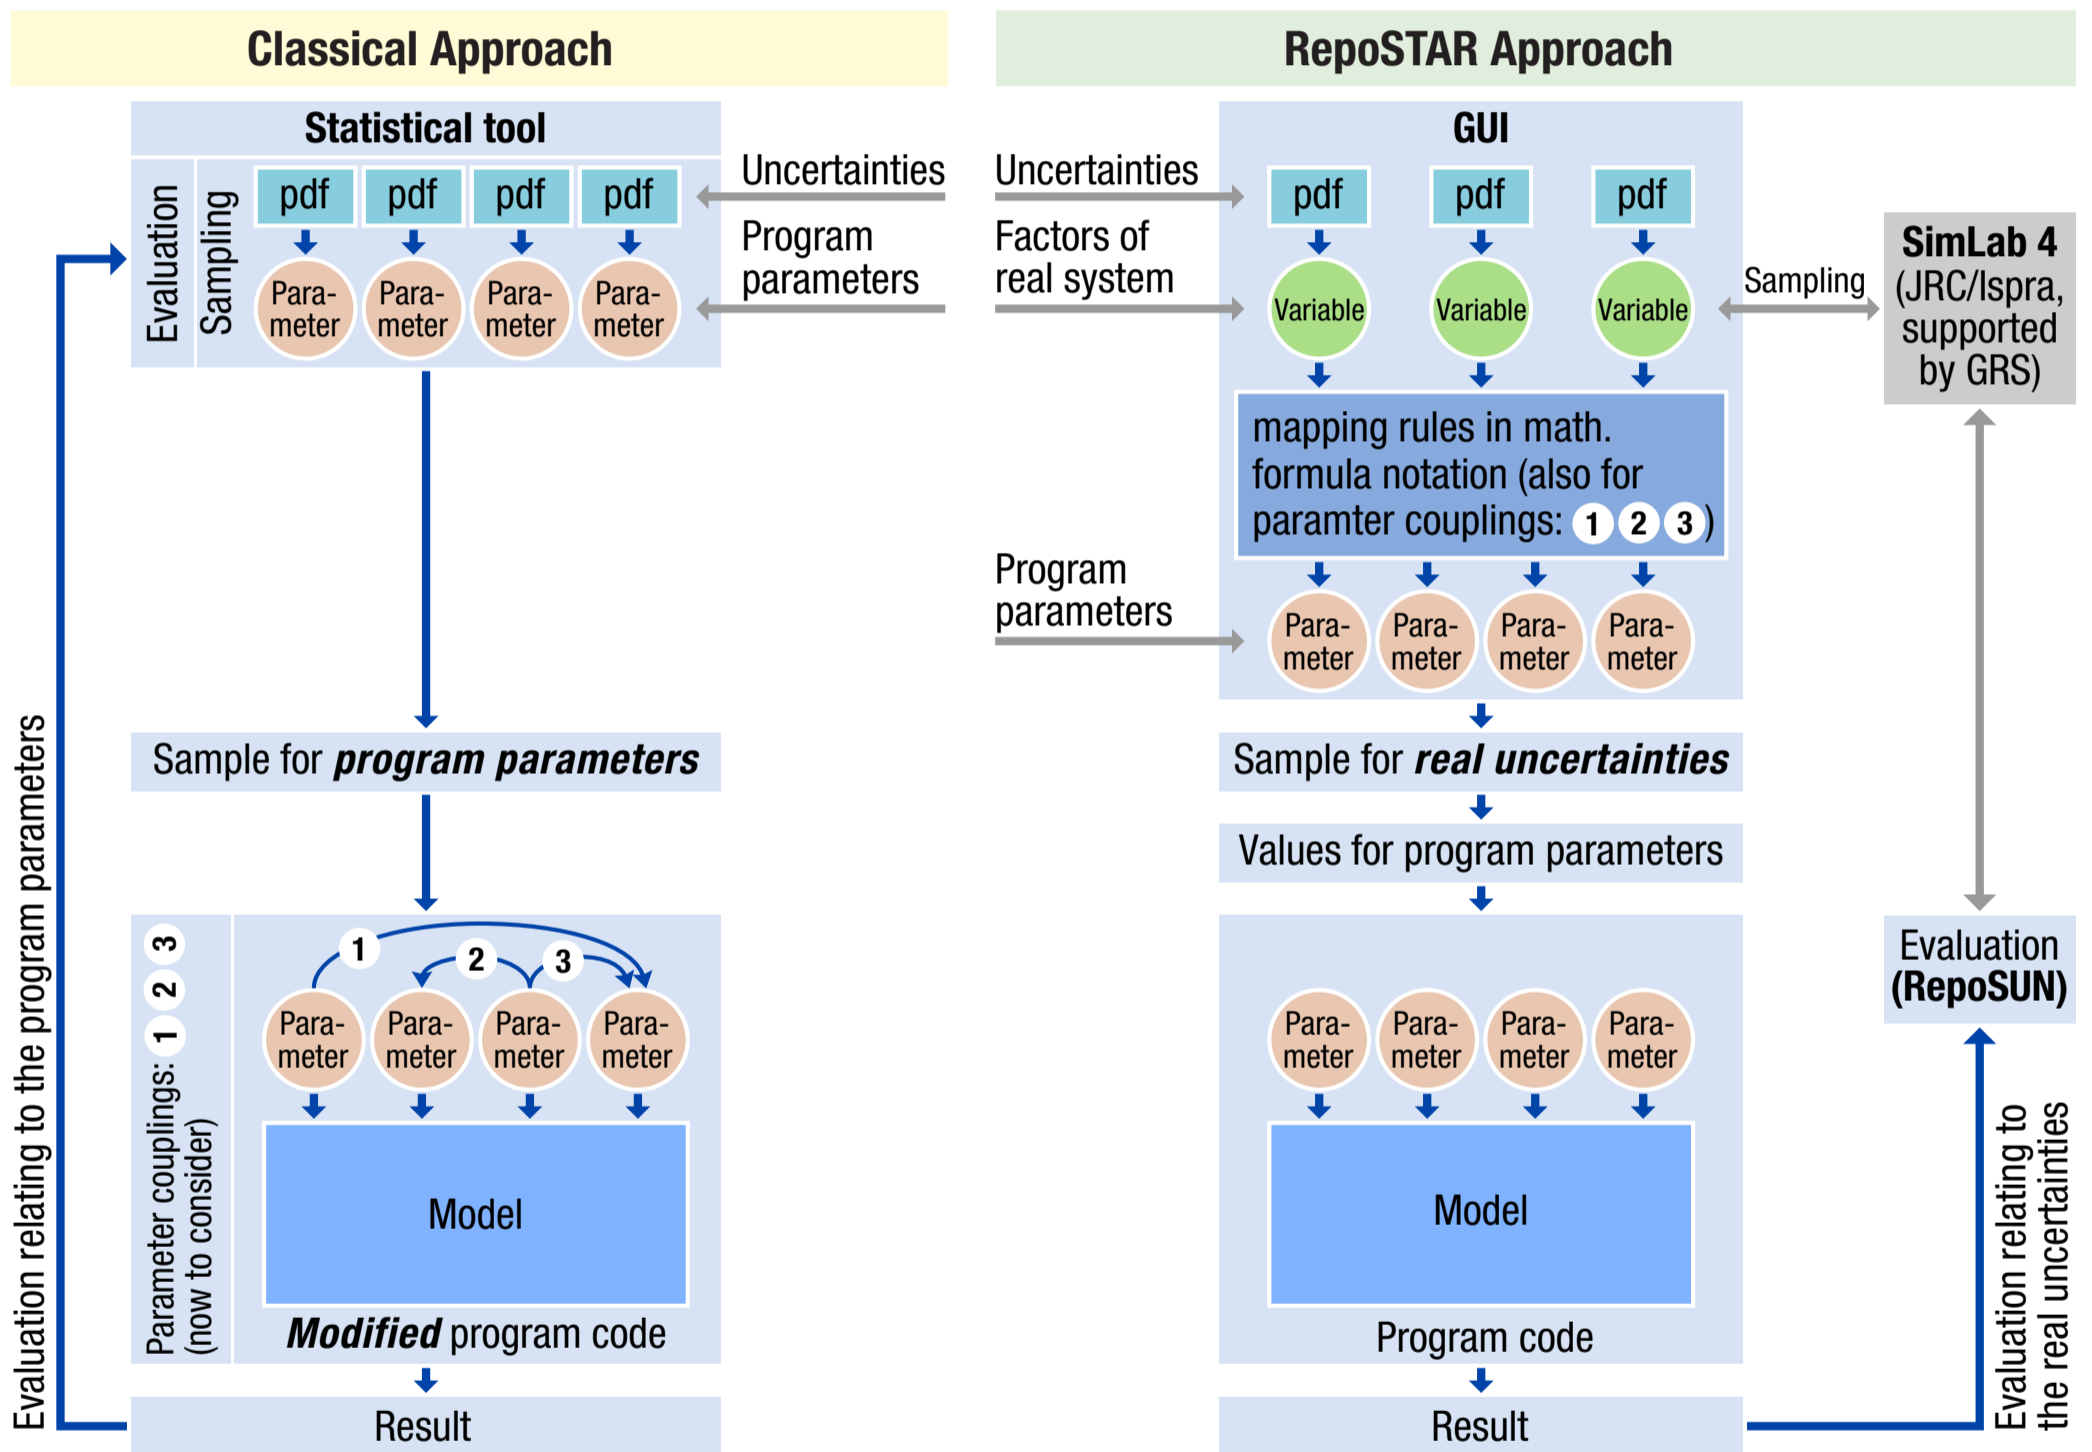 Classical Approach
Statistical tool
Evaluation
Sampling
pdf
pdf
pdf
pdf
Para-
meter
Para-
meter
Para-
meter
Para-
meter
Uncertainties
Program
parameters
Sample for program parameters
Evaluation relating to the program parameters
Parameter couplings: 1 2 3
(now to consider)
1
2
3
Para-
meter
Para-
meter
Para-
meter
Para-
meter
Model
Modified program code
Result
RepoSTAR Approach
Uncertainties
Factors of
real system
Program
parameters
GUI
pdf
pdf
pdf
Variable
Variable
Variable
mapping rules in math.
formula notation (also for
paramter couplings: 1 2 3)
Para-
meter
Para-
meter
Para-
meter
Para-
meter
Sample for real uncertainties
Values for program parameters
Para-
meter
Para-
meter
Para-
meter
Para-
meter
Model
Program code
Result
Sampling
SimLab 4
(JRC/Ispra,
supported
by GRS)
Evaluation
(RepoSUN)
Evaluation relating to
the real uncertainties